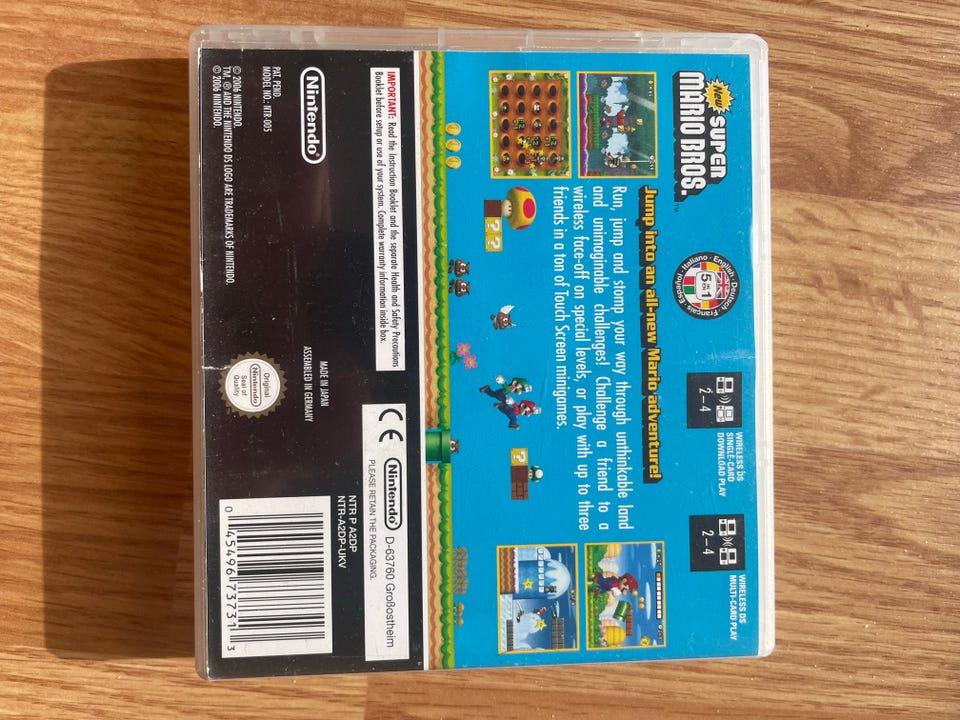 New
SUPER
MARIO BROS.™
Italiano · English · Deutsch · Français · Español
5 IN EN 1
2-4
WIRELESS DS
SINGLE-CARD
DOWNLOAD PLAY
2-4
WIRELESS DS
MULTI-CARD PLAY
Jump into an all-new Mario adventure!
Run, jump and stomp your way through unthinkable land
and unimaginable challenges! Challenge a friend to a
wireless face-off on special levels, or play with up to three
friends in a ton of Touch Screen minigames.
? ?
?
IMPORTANT: Read the Instruction Booklet and the separate Health and Safety Precautions
Booklet before setup or use of your system. Complete warranty information inside box.
CE
Nintendo
D-63760 Großostheim
PLEASE RETAIN THE PACKAGING.
Nintendo
MADE IN JAPAN
ASSEMBLED IN GERMANY
NTR P A2DP
NTR-A2DP-UKV
PAT. PEND.
MODEL NO.: NTR-005
© 2006 NINTENDO.
TM, ® AND THE NINTENDO DS LOGO ARE TRADEMARKS OF NINTENDO.
© 2006 NINTENDO.
Original
Nintendo
Seal of
Quality
0 45496 73731 3